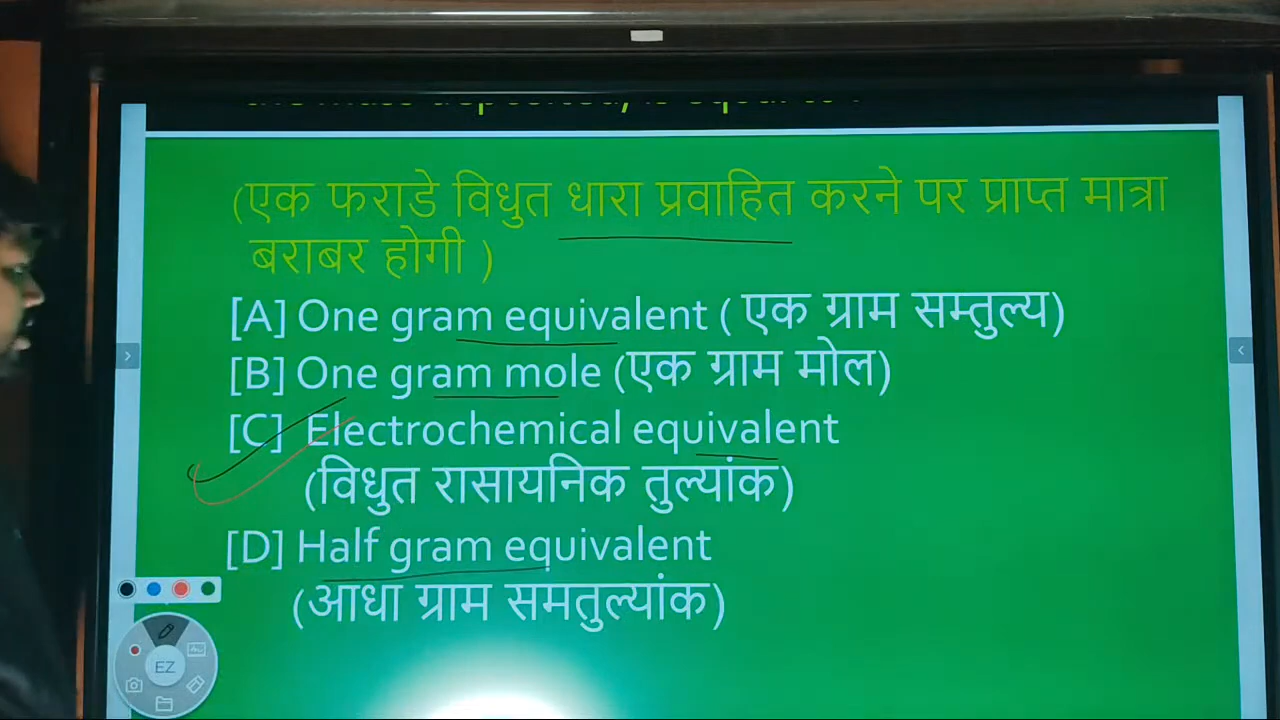 (एक फराडे विधुत धारा प्रवाहित करने पर प्राप्त मात्रा
बराबर होगी )
[A] One gram equivalent ( एक ग्राम सम्तुल्य)
[B] One gram mole (एक ग्राम मोल)
[C] Electrochemical equivalent
(विधुत रासायनिक तुल्यांक)
[D] Half gram equivalent
(आधा ग्राम समतुल्यांक)
EZ